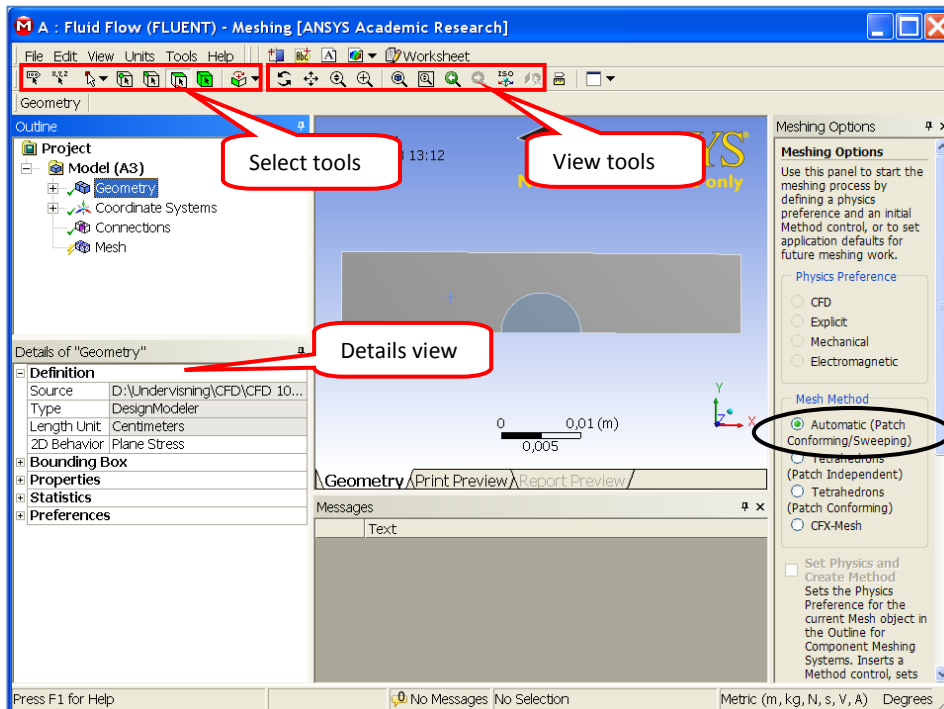 A : Fluid Flow (FLUENT) - Meshing [ANSYS Academic Research]
File Edit View Units Tools Help Worksheet
Geometry
Outline
Project
Model (A3)
Geometry
Coordinate Systems
Connections
Mesh
Select tools
13:12
View tools
YS
only
Details of "Geometry"
Definition
Source D:\Undervisning\CFD\CFD 10...
Type DesignModeler
Length Unit Centimeters
2D Behavior Plane Stress
Bounding Box
Properties
Statistics
Preferences
Details view
0 0,01 (m)
0,005
Y
Z X
Geometry Print Preview Report Preview
Messages
Text
Meshing Options
Meshing Options
Use this panel to start the
meshing process by
defining a physics
preference and an initial
Method control, or to set
application defaults for
future meshing work.
Physics Preference
CFD
Explicit
Mechanical
Electromagnetic
Mesh Method
Automatic (Patch
Conforming/Sweeping)
Tetrahedrons
(Patch Independent)
Tetrahedrons
(Patch Conforming)
CFX-Mesh
Set Physics and
Create Method
Sets the Physics
Preference for the
current Mesh object in
the Outline for
Component Meshing
Systems. Inserts a
Method control, sets
Press F1 for Help
No Messages
No Selection
Metric (m, kg, N, s, V, A) Degrees